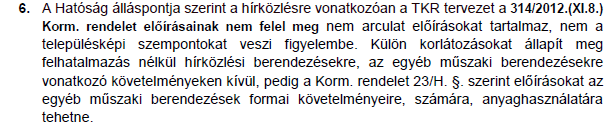 6. A Hatóság álláspontja szerint a hírközlésre vonatkozóan a TKR tervezet a 314/2012.(XI.8.)
Korm. rendelet előírásainak nem felel meg nem arculat előírásokat tartalmaz, nem a
településképi szempontokat veszi figyelembe. Külön korlátozásokat állapít meg
felhatalmazás nélkül hírközlési berendezésekre, az egyéb műszaki berendezésekre
vonatkozó követelményeken kívül, pedig a Korm. rendelet 23/H. §. szerint előírásokat az
egyéb műszaki berendezések formai követelményeire, számára, anyaghasználatára
tehetne.